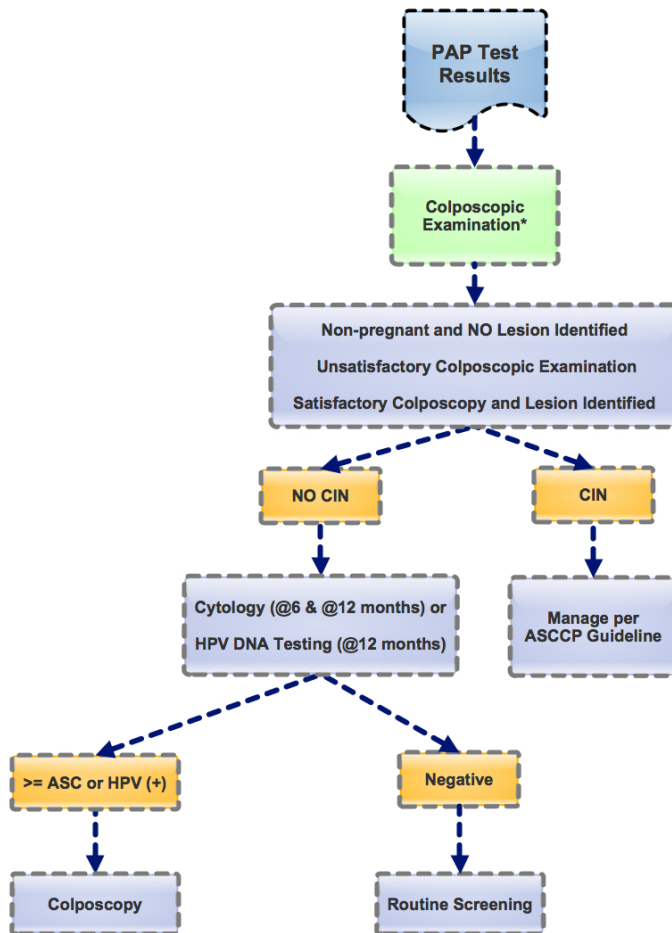 PAP Test
Results
Colposcopic
Examination*
Non-pregnant and NO Lesion Identified
Unsatisfactory Colposcopic Examination
Satisfactory Colposcopy and Lesion Identified
NO CIN
CIN
Cytology (@6 & @12 months) or
HPV DNA Testing (@12 months)
Manage per
ASCCP Guideline
>= ASC or HPV (+)
Negative
Colposcopy
Routine Screening